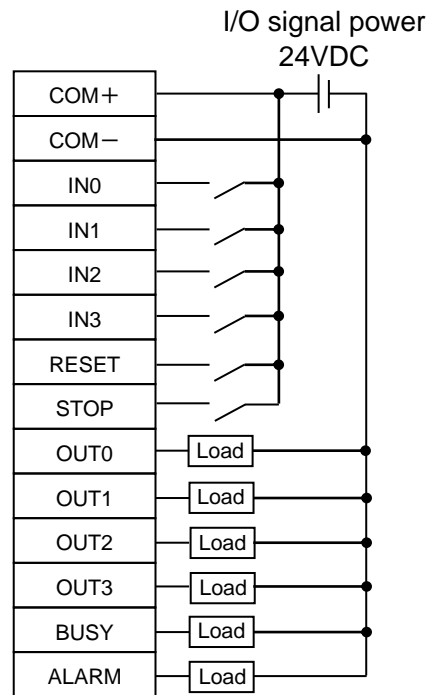 I/O signal power
24VDC
COM＋
COM－
IN0
IN1
IN2
IN3
RESET
STOP
OUT0 Load
OUT1 Load
OUT2 Load
OUT3 Load
BUSY Load
ALARM Load